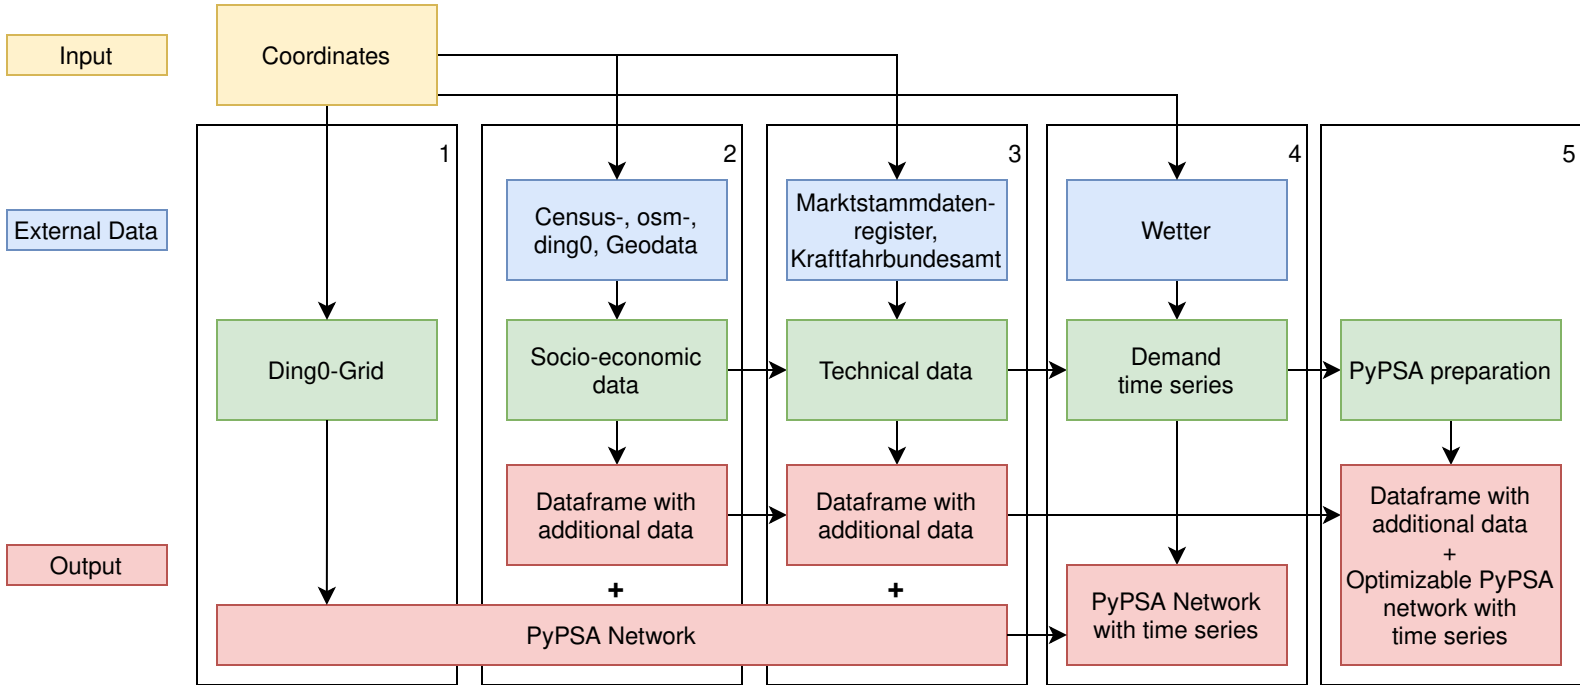 Input
Coordinates
1
2
3
4
5
External Data
Census-, osm-,
ding0, Geodata
Marktstammdaten-
register,
Kraftfahrbundesamt
Wetter
Ding0-Grid
Socio-economic
data
Technical data
Demand
time series
PyPSA preparation
Output
Dataframe with
additional data
+
Dataframe with
additional data
+
PyPSA Network
PyPSA Network
with time series
Dataframe with
additional data
+
Optimizable PyPSA
network with
time series